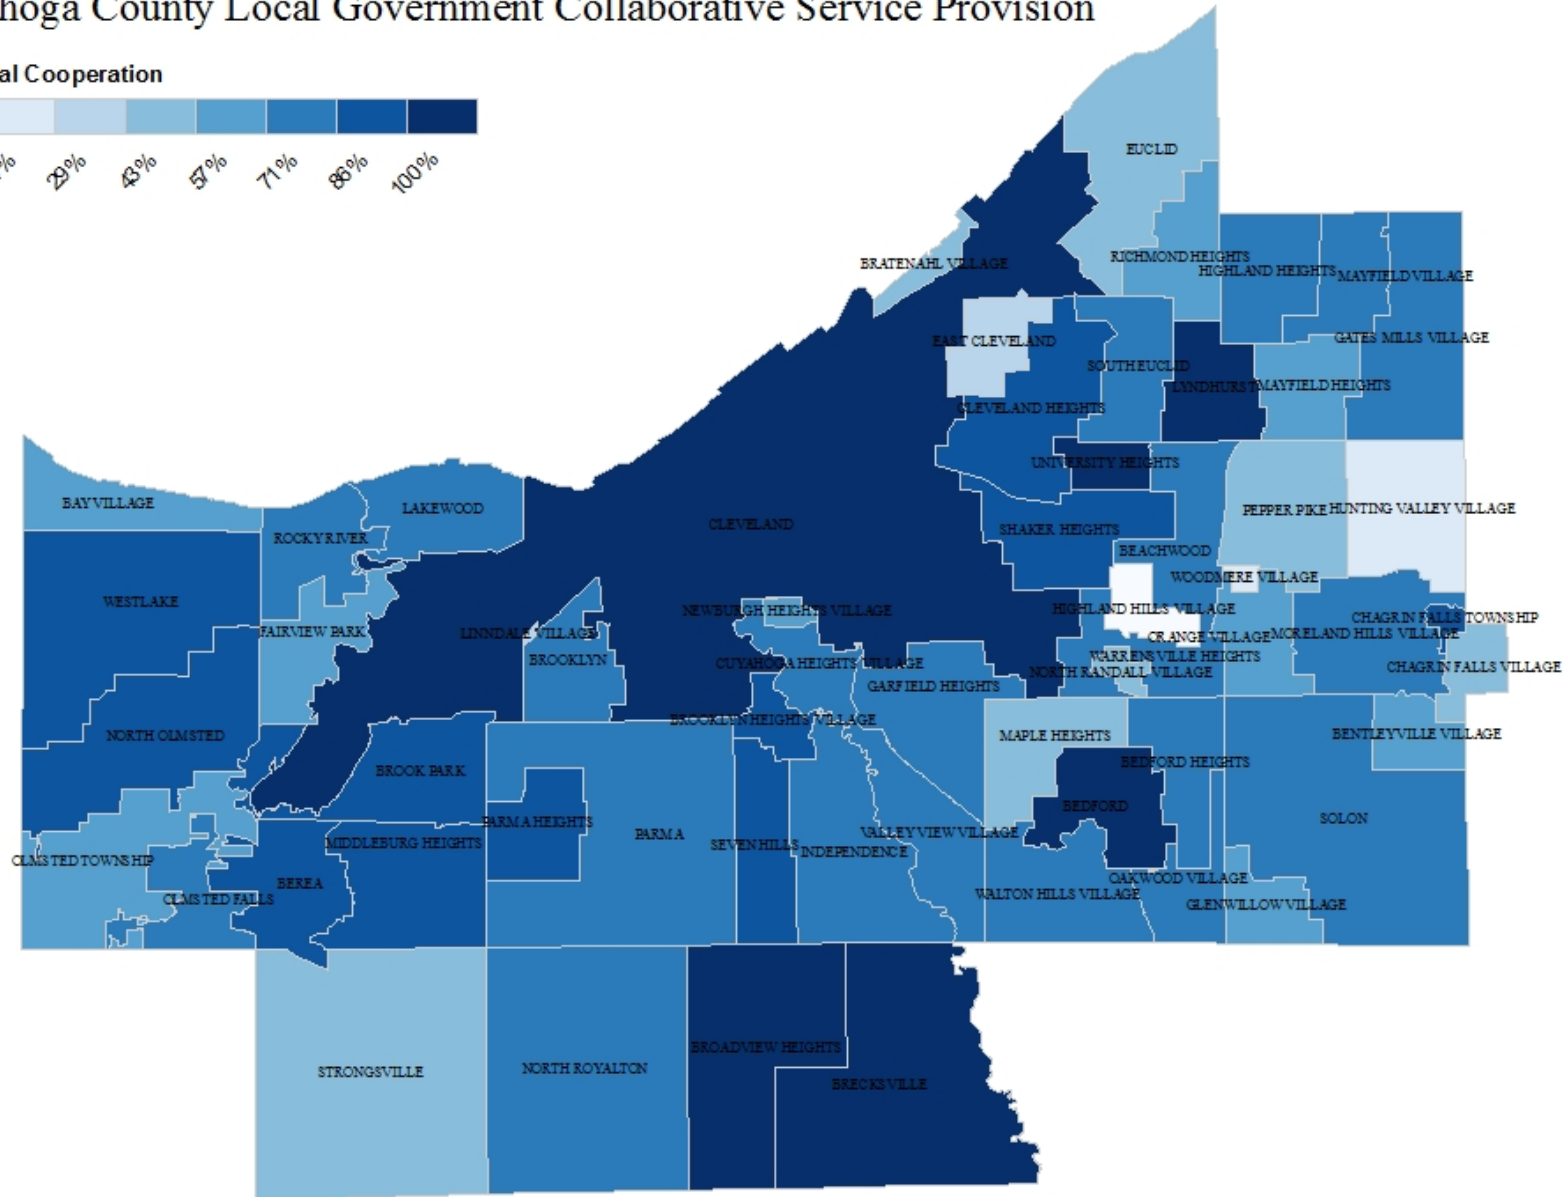 hoga County Local Government Collaborative Service Provision
al Cooperation
% 29% 43% 57% 71% 86% 100%
EUCLID
BRATENAHL VILLAGE
RICHMOND HEIGHTS
HIGHLAND HEIGHTS
MAYFIELD VILLAGE
GATES MILLS VILLAGE
EAST CLEVELAND
SOUTH EUCLID
LYNDHURST
MAYFIELD HEIGHTS
CLEVELAND HEIGHTS
UNIVERSITY HEIGHTS
BAY VILLAGE
LAKEWOOD
PEPPER PIKE
HUNTING VALLEY VILLAGE
CLEVELAND
SHAKER HEIGHTS
ROCKY RIVER
BEACHWOOD
WOODMERE VILLAGE
WESTLAKE
NEWBURGH HEIGHTS VILLAGE
HIGHLAND HILLS VILLAGE
CHAGRIN FALLS TOWNSHIP
FAIRVIEW PARK
LINNDALE VILLAGE
ORANGE VILLAGE
MORELAND HILLS VILLAGE
BROOKLYN
CUYAHOGA HEIGHTS VILLAGE
WARRENSVILLE HEIGHTS
CHAGRIN FALLS VILLAGE
NORTH RANDALL VILLAGE
GARFIELD HEIGHTS
BROOKLYN HEIGHTS VILLAGE
NORTH OLMSTED
MAPLE HEIGHTS
BENTLEYVILLE VILLAGE
BROOK PARK
BEDFORD HEIGHTS
BEDFORD
PARMA HEIGHTS
PARMA
SOLON
MIDDLEBURG HEIGHTS
SEVEN HILLS
INDEPENDENCE
VALLEY VIEW VILLAGE
OLMSTED TOWNSHIP
BEREA
OAKWOOD VILLAGE
OLMSTED FALLS
WALTON HILLS VILLAGE
GLENWILLOW VILLAGE
BROADVIEW HEIGHTS
STRONGSVILLE
NORTH ROYALTON
BRECKSVILLE